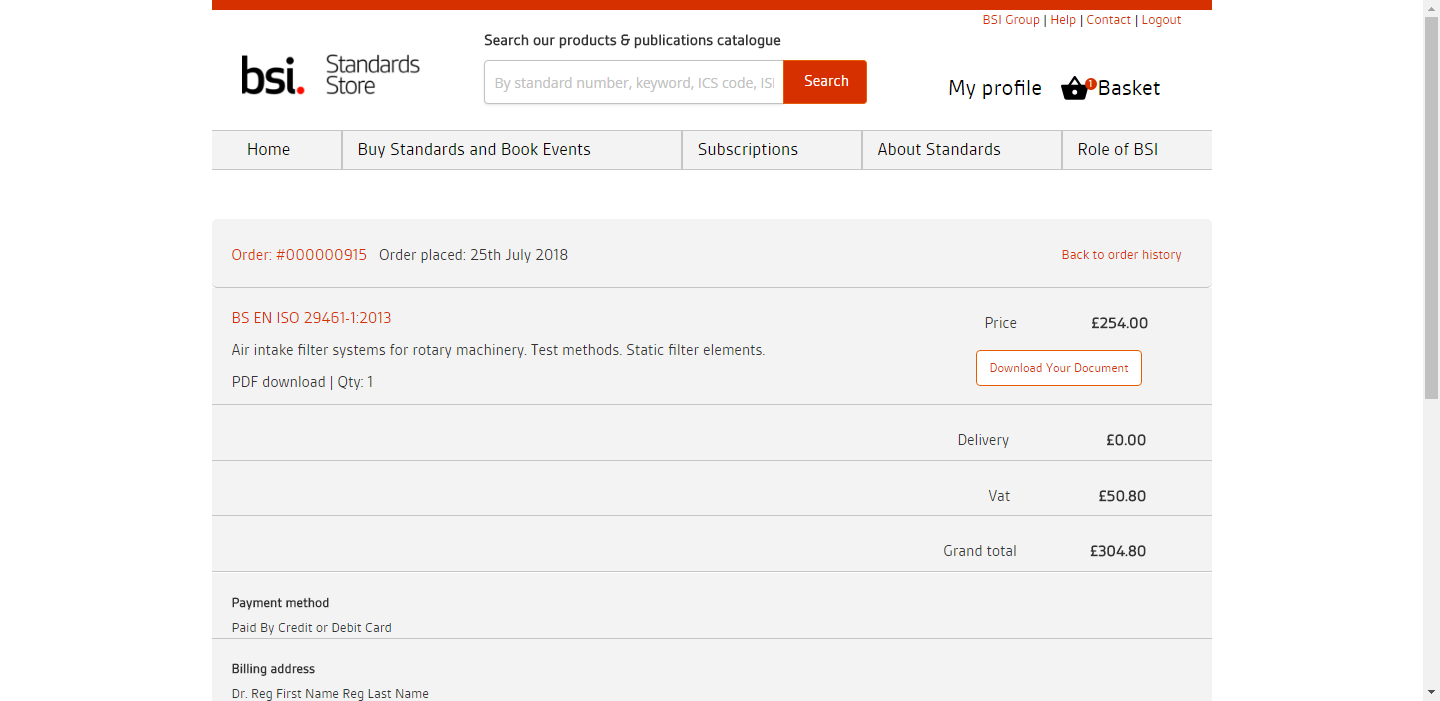 BSI Group | Help | Contact | Logout
Search our products & publications catalogue
bsi. Standards Store
By standard number, keyword, ICS code, ISI
Search
My profile
1
Basket
Home
Buy Standards and Book Events
Subscriptions
About Standards
Role of BSI
Order: #000000915 Order placed: 25th July 2018
Back to order history
BS EN ISO 29461-1:2013
Price £254.00
Air intake filter systems for rotary machinery. Test methods. Static filter elements.
Download Your Document
PDF download | Qty: 1
Delivery £0.00
Vat £50.80
Grand total £304.80
Payment method
Paid By Credit or Debit Card
Billing address
Dr. Reg First Name Reg Last Name